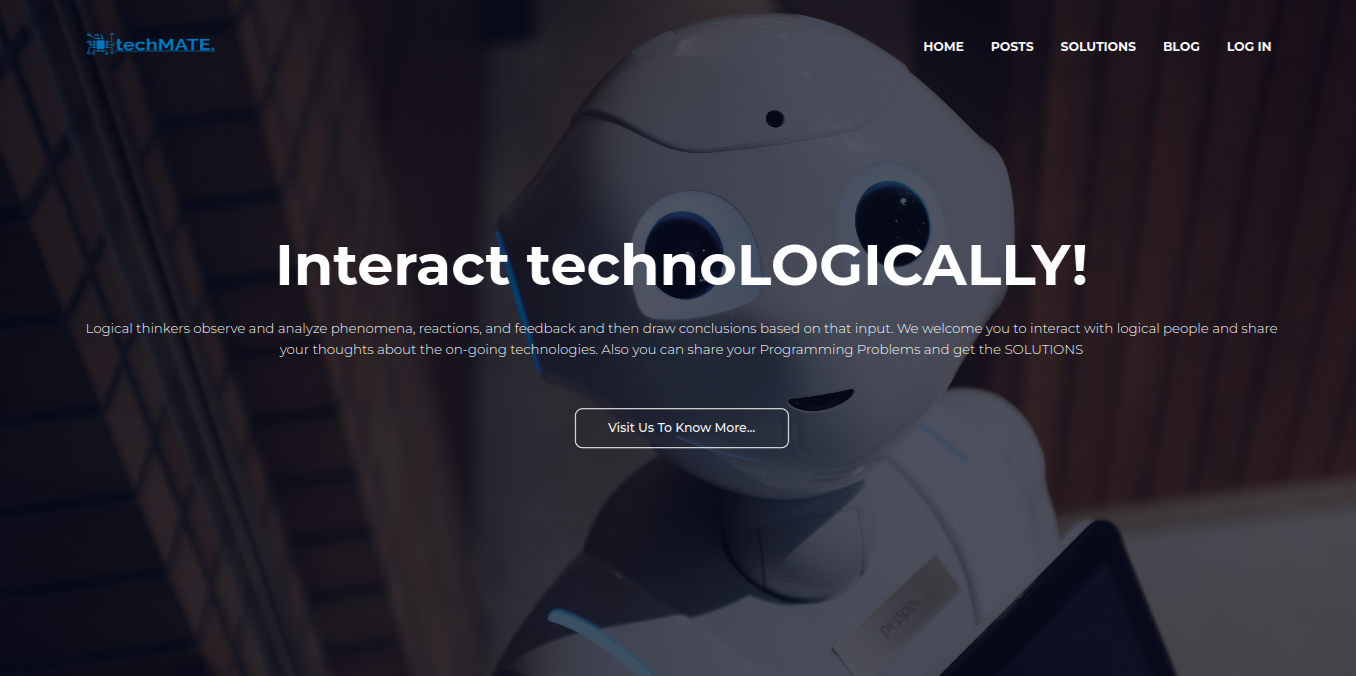 techMATE.
HOME POSTS SOLUTIONS BLOG LOG IN
Interact technoLOGICALLY!
Logical thinkers observe and analyze phenomena, reactions, and feedback and then draw conclusions based on that input. We welcome you to interact with logical people and share
your thoughts about the on-going technologies. Also you can share your Programming Problems and get the SOLUTIONS
Visit Us To Know More...
pepper